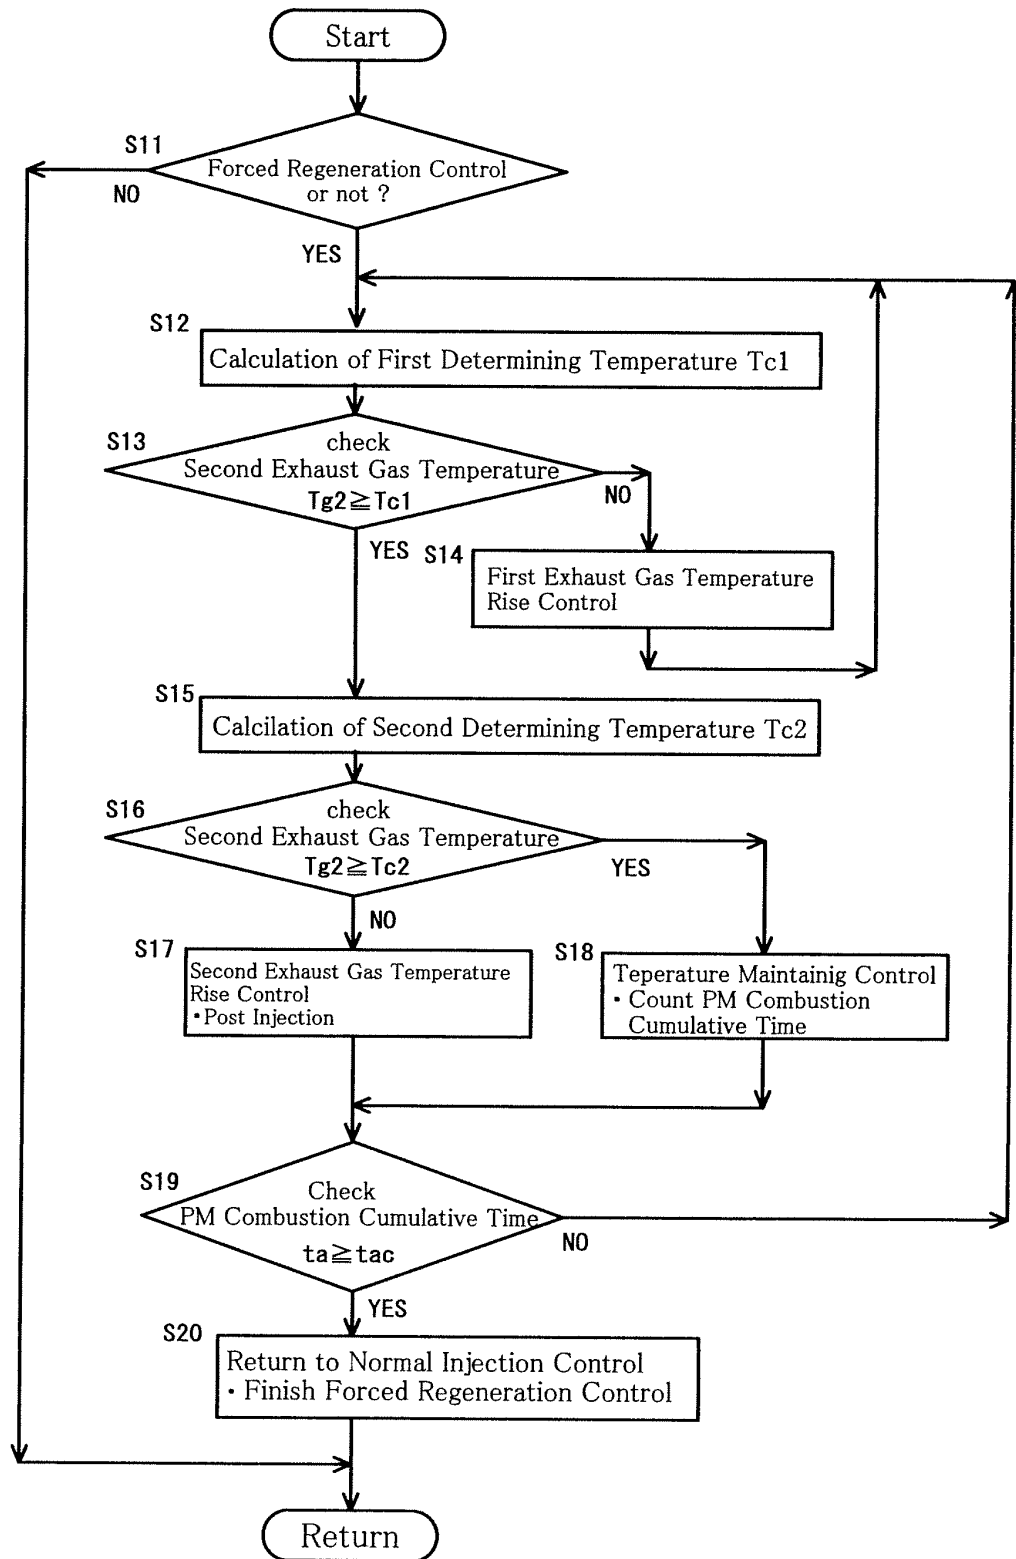 Start
S11
Forced Regeneration Control
or not ?
NO
YES
S12
Calculation of First Determining Temperature Tc1
S13
check
Second Exhaust Gas Temperature
Tg2≧Tc1
NO
YES
S14
First Exhaust Gas Temperature
Rise Control
S15
Calcilation of Second Determining Temperature Tc2
S16
check
Second Exhaust Gas Temperature
Tg2≧Tc2
YES
NO
S17
Second Exhaust Gas Temperature
Rise Control
・Post Injection
S18
Teperature Maintainig Control
・Count PM Combustion
Cumulative Time
S19
Check
PM Combustion Cumulative Time
ta≧tac
NO
YES
S20
Return to Normal Injection Control
・Finish Forced Regeneration Control
Return